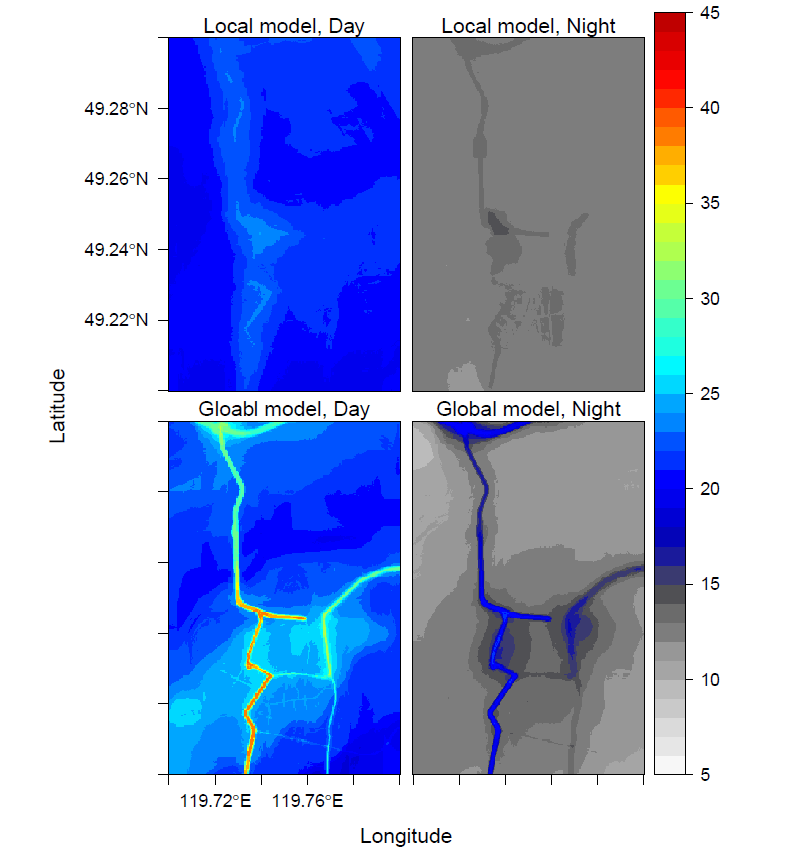 Local model, Day
Local model, Night
45
40
35
30
25
20
15
10
5
49.28°N
49.26°N
49.24°N
49.22°N
Latitude
Gloabl model, Day
Global model, Night
119.72°E
119.76°E
Longitude